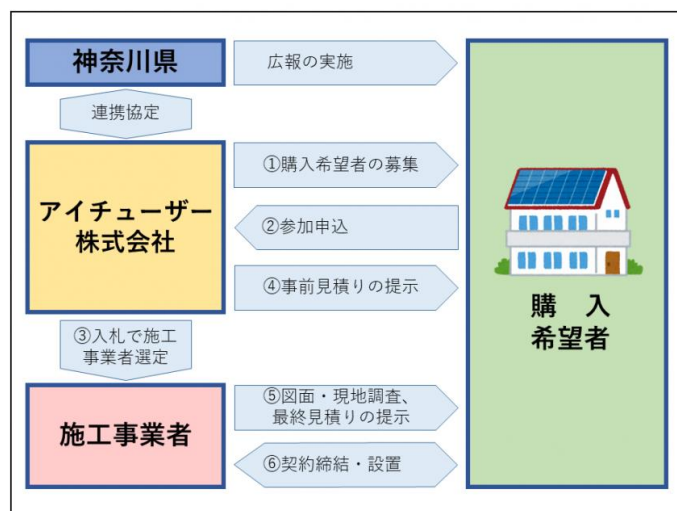 神奈川県
広報の実施
連携協定
アイチューザー
株式会社
①購入希望者の募集
②参加申込
④事前見積りの提示
③入札で施工
事業者選定
施工事業者
⑤図面・現地調査、
最終見積りの提示
⑥契約締結・設置
購　入
希望者